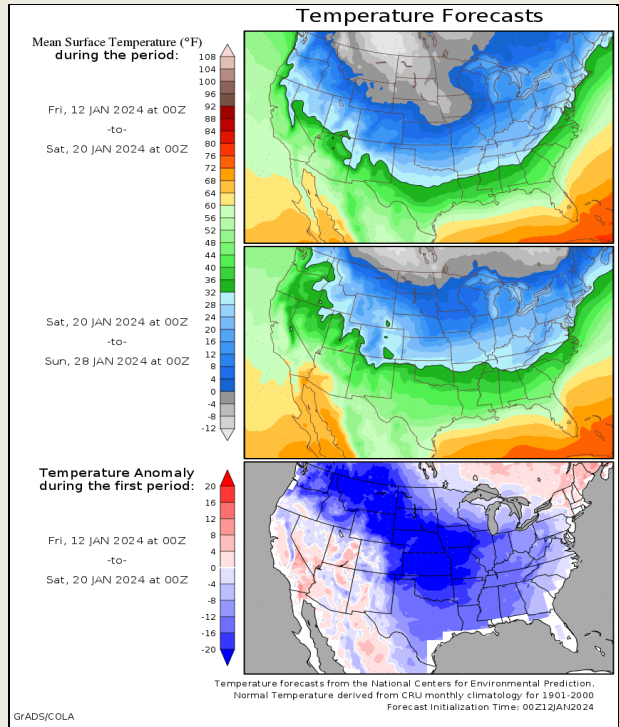 Temperature Forecasts
Mean Surface Temperature (°F)
during the period:
Fri, 12 JAN 2024 at 00Z
-to-
Sat, 20 JAN 2024 at 00Z
108
104
100
96
92
88
84
80
76
72
68
64
60
56
52
48
44
40
36
32
28
24
20
16
12
8
4
0
-4
-8
-12
Sat, 20 JAN 2024 at 00Z
-to-
Sun, 28 JAN 2024 at 00Z
Temperature Anomaly
during the first period:
Fri, 12 JAN 2024 at 00Z
-to-
Sat, 20 JAN 2024 at 00Z
20
16
12
8
4
0
-4
-8
-12
-16
-20
Temperature forecasts from the National Centers for Environmental Prediction.
Normal Temperature derived from CRU monthly climatology for 1901-2000
Forecast Initialization Time: 00Z12JAN2024
GrADS/COLA